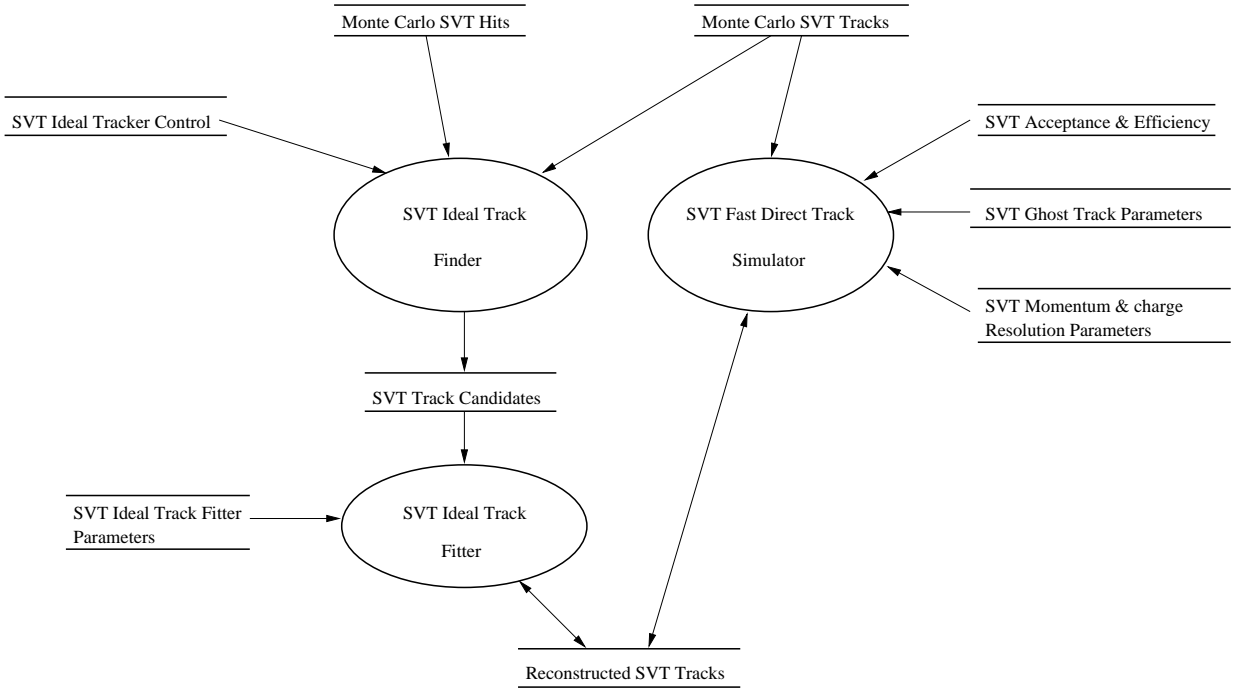 Monte Carlo SVT Hits
Monte Carlo SVT Tracks
SVT Ideal Tracker Control
SVT Acceptance & Efficiency
SVT Ideal Track
Finder
SVT Fast Direct Track
Simulator
SVT Ghost Track Parameters
SVT Momentum & charge
Resolution Parameters
SVT Track Candidates
SVT Ideal Track Fitter
Parameters
SVT Ideal Track
Fitter
Reconstructed SVT Tracks